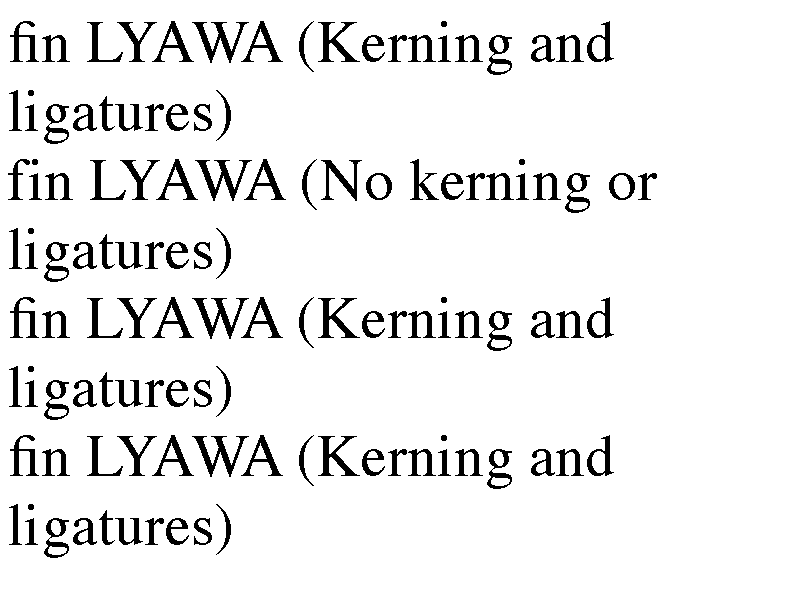 fin LYAWA (Kerning and
ligatures)
fin LYAWA (No kerning or
ligatures)
fin LYAWA (Kerning and
ligatures)
fin LYAWA (Kerning and
ligatures)